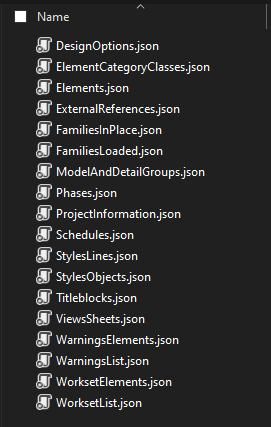 Name
DesignOptions.json
ElementCategoryClasses.json
Elements.json
ExternalReferences.json
FamiliesInPlace.json
FamiliesLoaded.json
ModelAndDetailGroups.json
Phases.json
ProjectInformation.json
Schedules.json
StylesLines.json
StylesObjects.json
Titleblocks.json
ViewsSheets.json
WarningsElements.json
WarningsList.json
WorksetElements.json
WorksetList.json